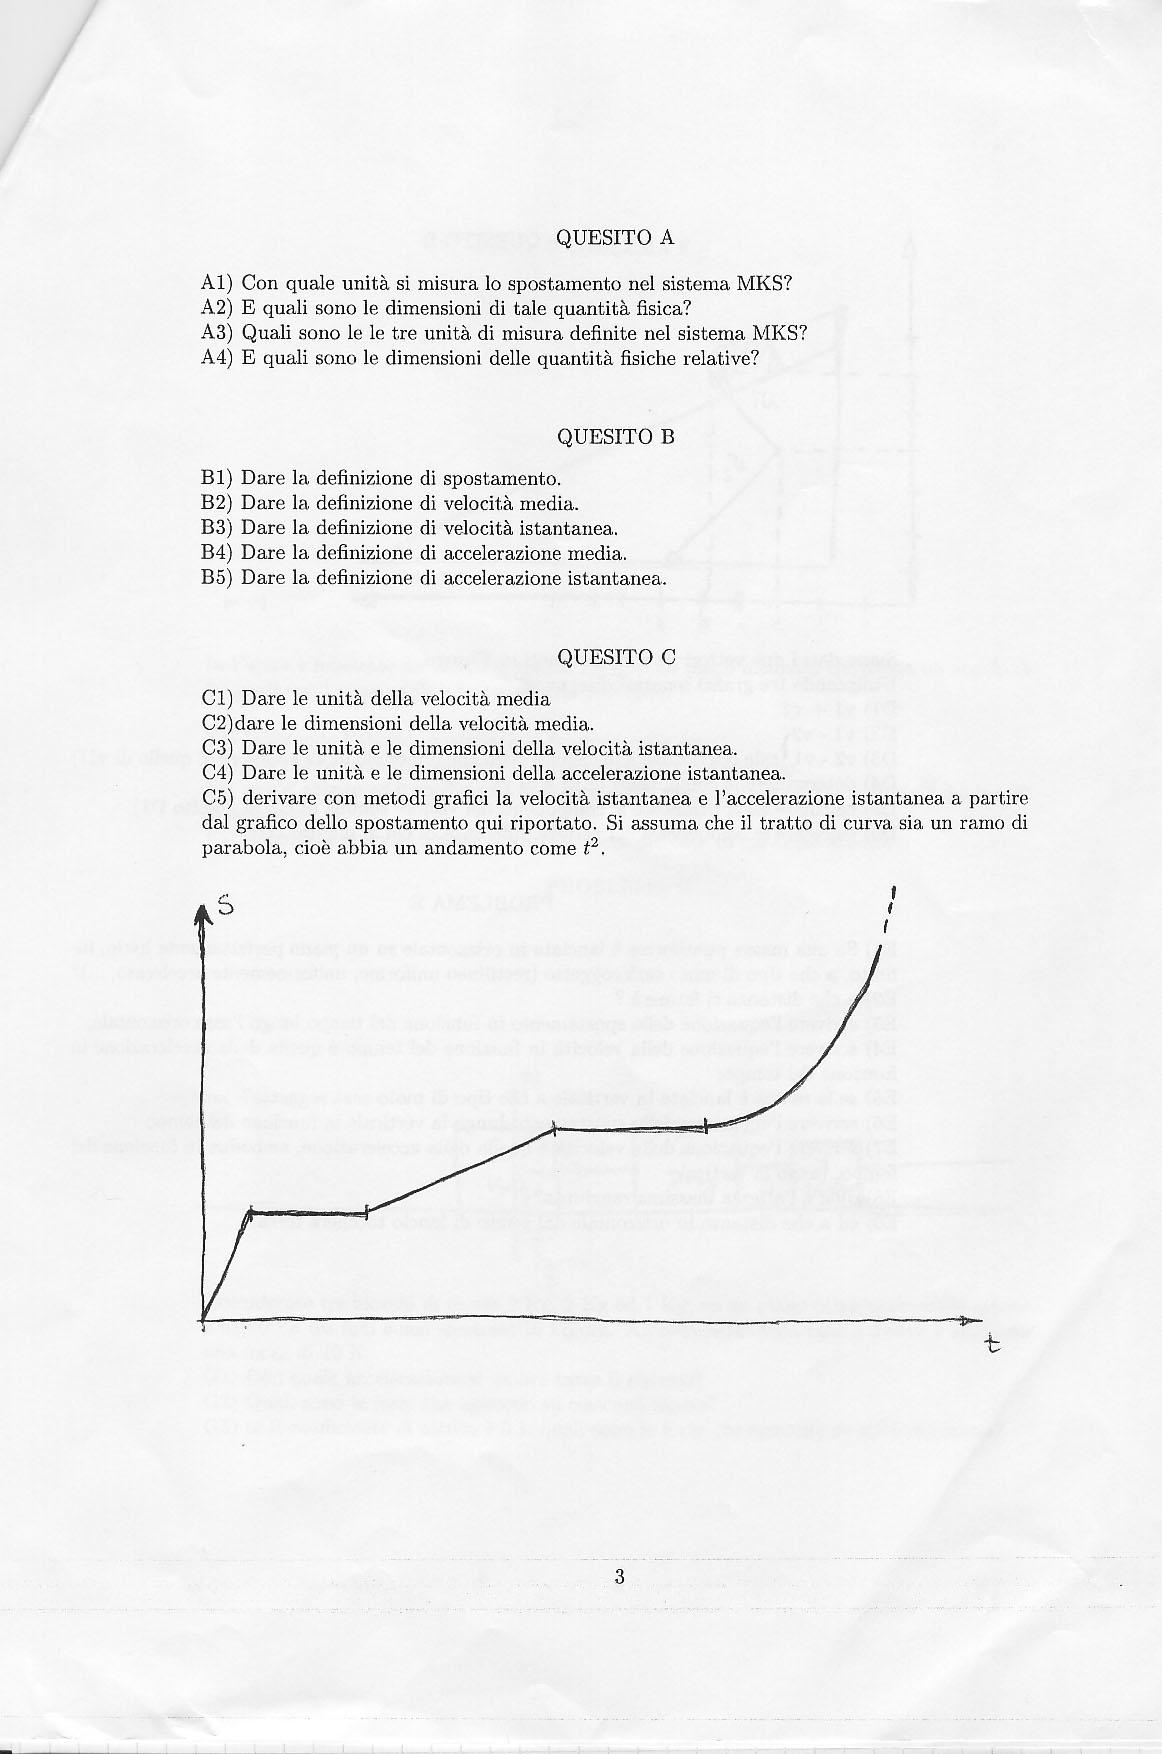 QUESITO A
A1) Con quale unità si misura lo spostamento nel sistema MKS?
A2) E quali sono le dimensioni di tale quantità fisica?
A3) Quali sono le le tre unità di misura definite nel sistema MKS?
A4) E quali sono le dimensioni delle quantità fisiche relative?
QUESITO B
B1) Dare la definizione di spostamento.
B2) Dare la definizione di velocità media.
B3) Dare la definizione di velocità istantanea.
B4) Dare la definizione di accelerazione media.
B5) Dare la definizione di accelerazione istantanea.
QUESITO C
C1) Dare le unità della velocità media
C2)dare le dimensioni della velocità media.
C3) Dare le unità e le dimensioni della velocità istantanea.
C4) Dare le unità e le dimensioni della accelerazione istantanea.
C5) derivare con metodi grafici la velocità istantanea e l'accelerazione istantanea a partire
dal grafico dello spostamento qui riportato. Si assuma che il tratto di curva sia un ramo di
parabola, cioè abbia un andamento come t².
S
t
3